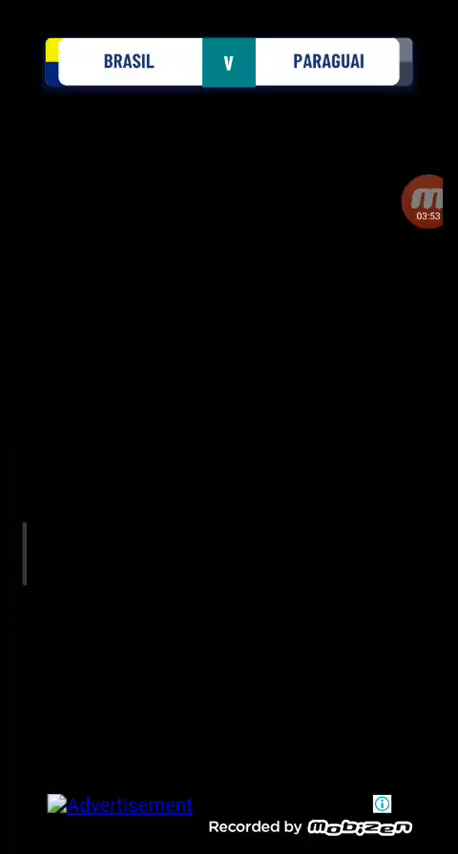 BRASIL V PARAGUAI
03:53
Advertisement
Recorded by Mobizen